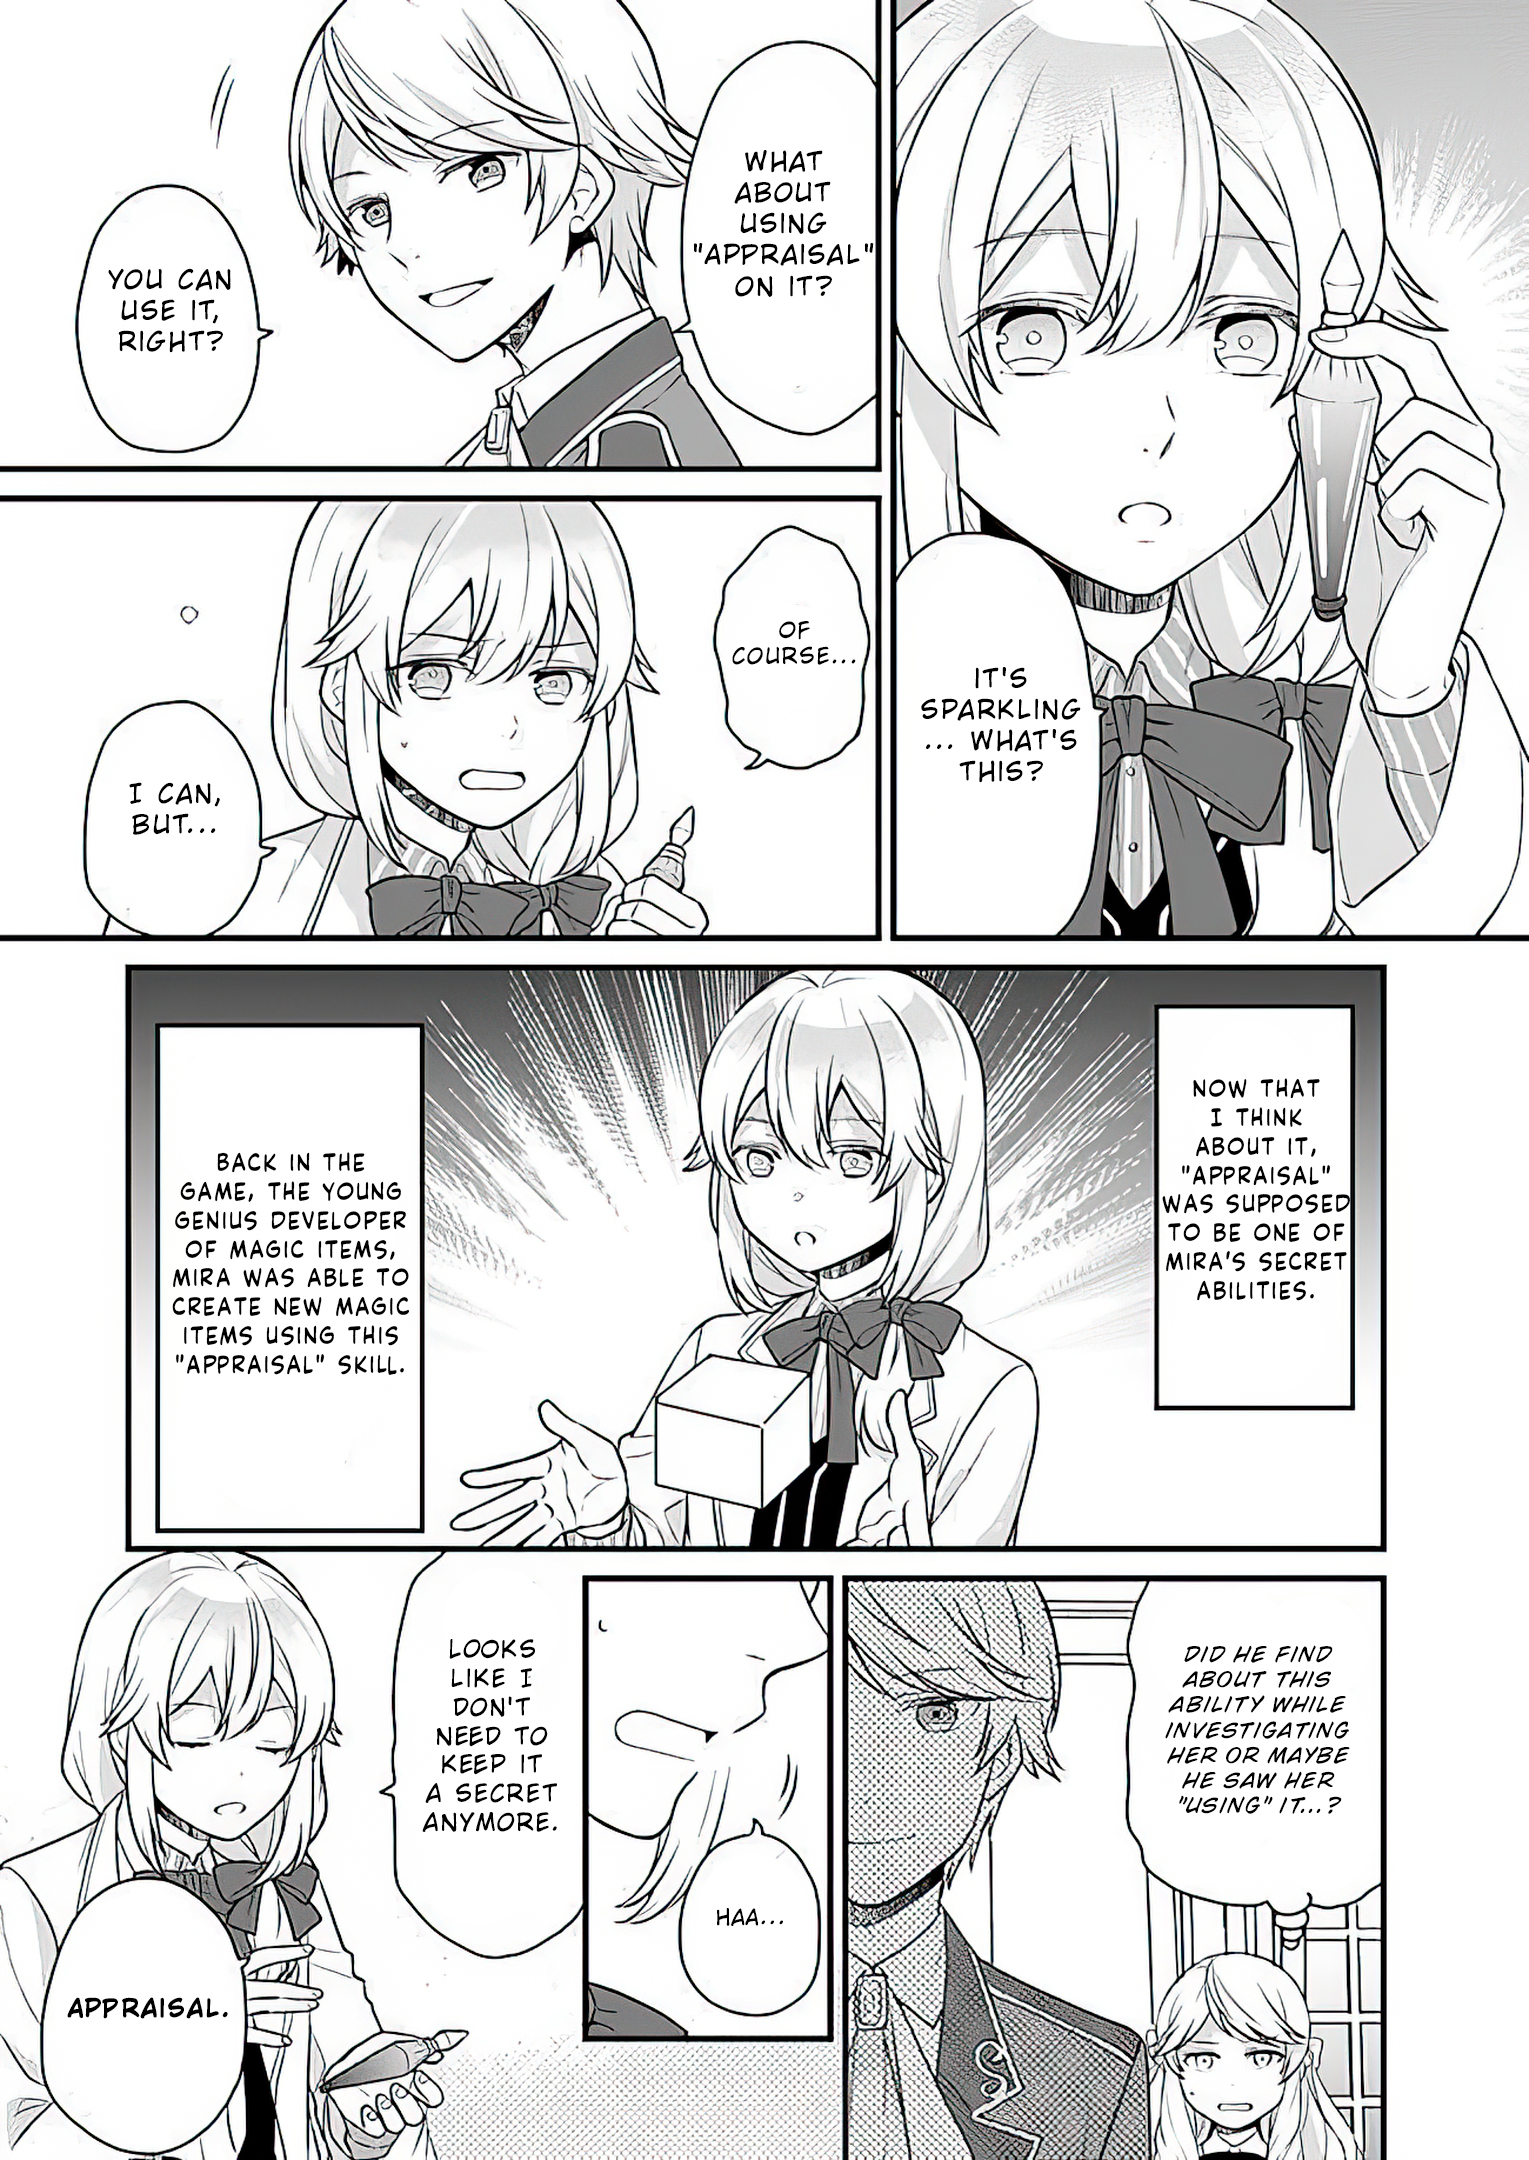 IT'S
SPARKLING
... WHAT'S
THIS?
WHAT
ABOUT
USING
"APPRAISAL"
ON IT?
YOU CAN
USE IT,
RIGHT?
OF
COURSE...
I CAN,
BUT...
NOW THAT
I THINK
ABOUT IT,
"APPRAISAL"
WAS SUPPOSED
TO BE ONE OF
MIRA'S SECRET
ABILITIES.
BACK IN THE
GAME, THE YOUNG
GENIUS DEVELOPER
OF MAGIC ITEMS,
MIRA WAS ABLE TO
CREATE NEW MAGIC
ITEMS USING THIS
"APPRAISAL" SKILL.
DID HE FIND
ABOUT THIS
ABILITY WHILE
INVESTIGATING
HER OR MAYBE
HE SAW HER
"USING" IT...?
HAA...
LOOKS
LIKE I
DON'T
NEED TO
KEEP IT
A SECRET
ANYMORE.
APPRAISAL.